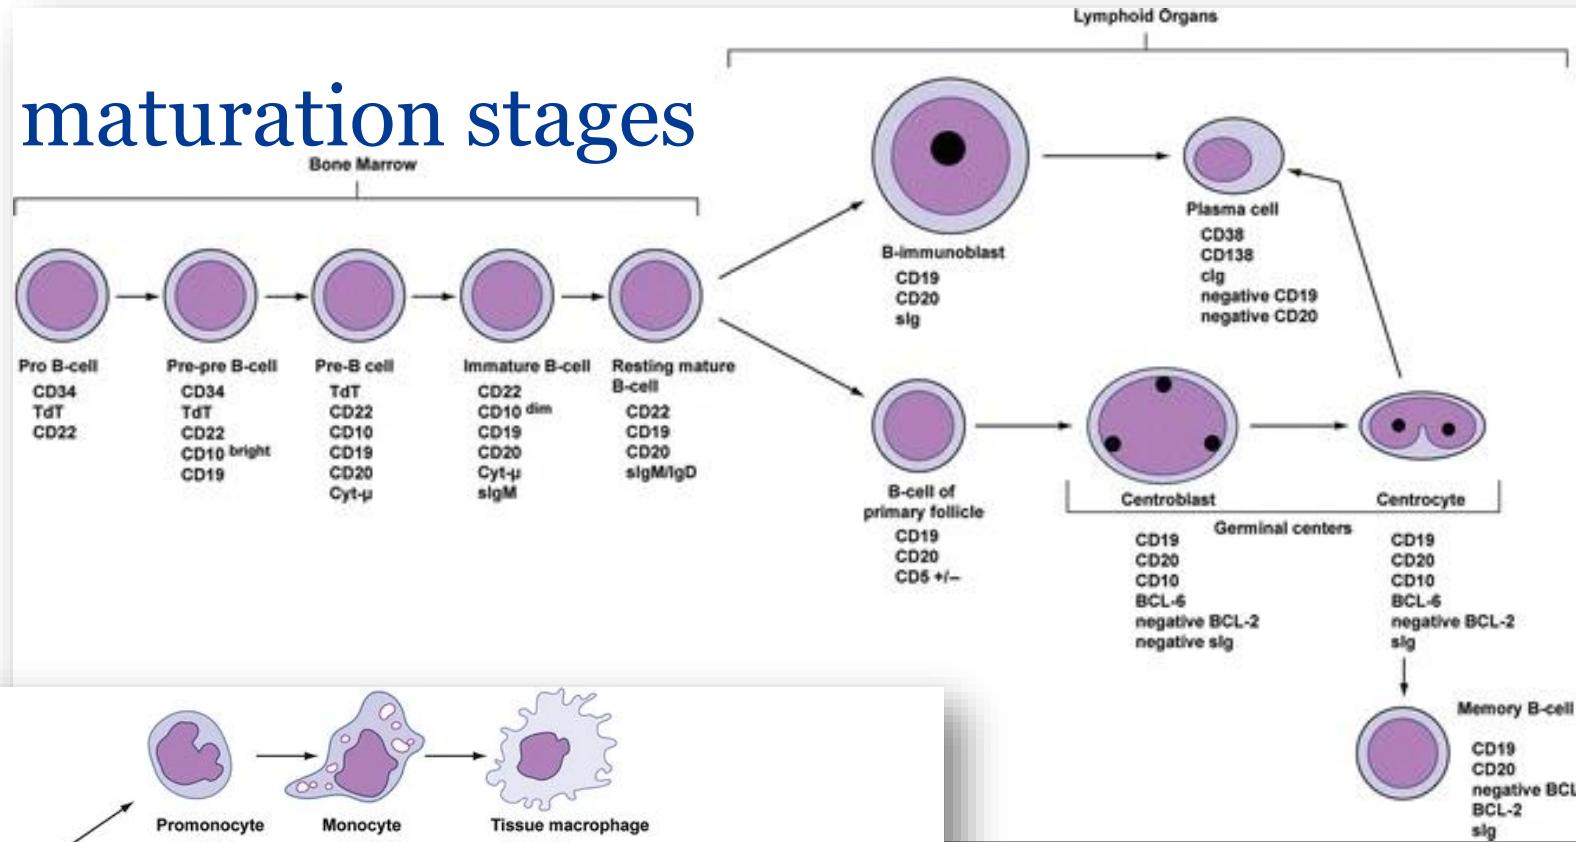 Lymphoid Organs
maturation stages
Bone Marrow
Pro B-cell
CD34
TdT
CD22
Pre-pre B-cell
CD34
TdT
CD22
CD10 bright
CD19
Pre-B cell
TdT
CD22
CD10
CD19
CD20
Cyt-μ
Immature B-cell
CD22
CD10 dim
CD19
CD20
Cyt-μ
sIgM
Resting mature
B-cell
CD22
CD19
CD20
sIgM/IgD
B-immunoblast
CD19
CD20
sIg
Plasma cell
CD38
CD138
cIg
negative CD19
negative CD20
B-cell of
primary follicle
CD19
CD20
CD5 +/–
Centroblast
Centrocyte
Germinal centers
CD19
CD20
CD10
BCL-6
negative BCL-2
negative sIg
CD19
CD20
CD10
BCL-6
negative BCL-2
sIg
Memory B-cell
CD19
CD20
negative BCL
BCL-2
sIg
Promonocyte
Monocyte
Tissue macrophage